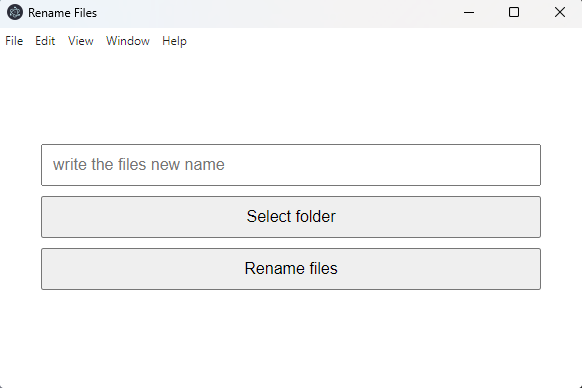 Rename Files
File Edit View Window Help
write the files new name
Select folder
Rename files